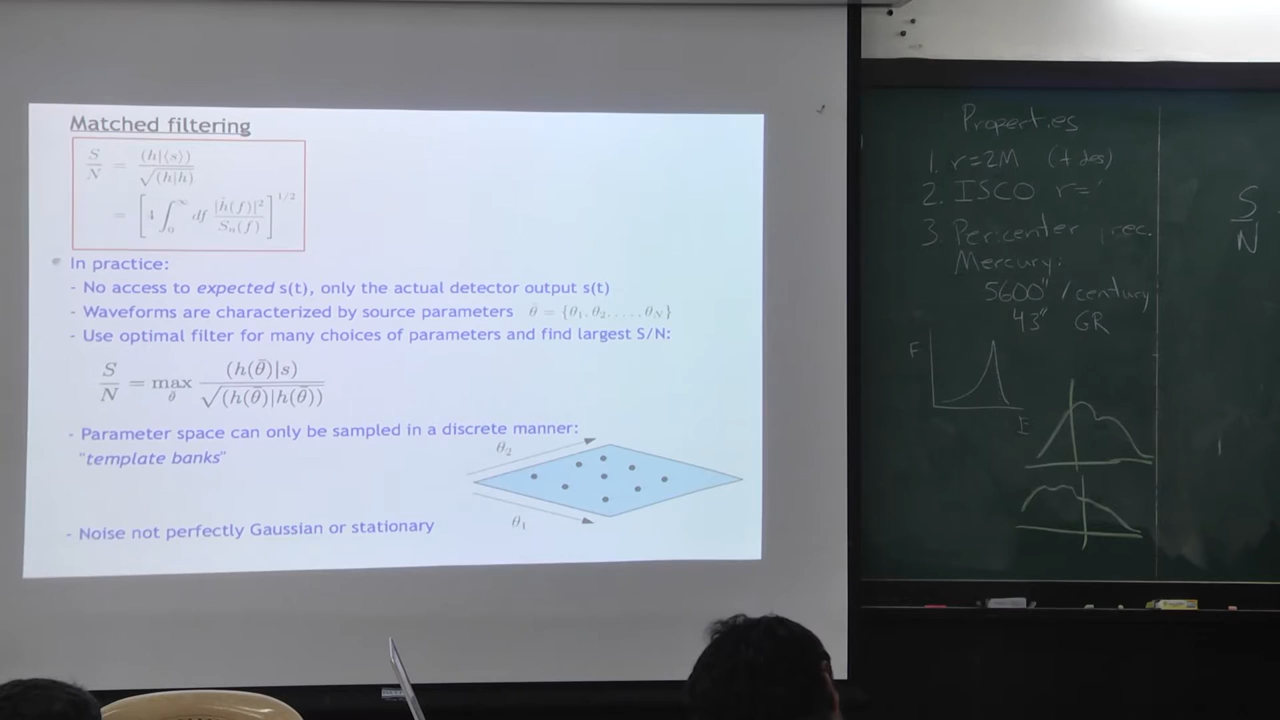 Matched filtering
S/N = (h|⟨s⟩) / √(h|h)
= [4 ∫₀^∞ df |h̃(f)|² / Sₙ(f)]^{1/2}
In practice:
- No access to expected s(t), only the actual detector output s(t)
- Waveforms are characterized by source parameters θ̄ = {θ₁, θ₂, . . . , θ_N}
- Use optimal filter for many choices of parameters and find largest S/N:
S/N = max_θ̄ (h(θ̄)|s) / √(h(θ̄)|h(θ̄))
- Parameter space can only be sampled in a discrete manner:
"template banks"
θ₂
θ₁
- Noise not perfectly Gaussian or stationary
Properties
1. r=2M
2. ISCO r=
3. Pericenter
Mercury:
5600"/century
43" GR
F
E
S/N